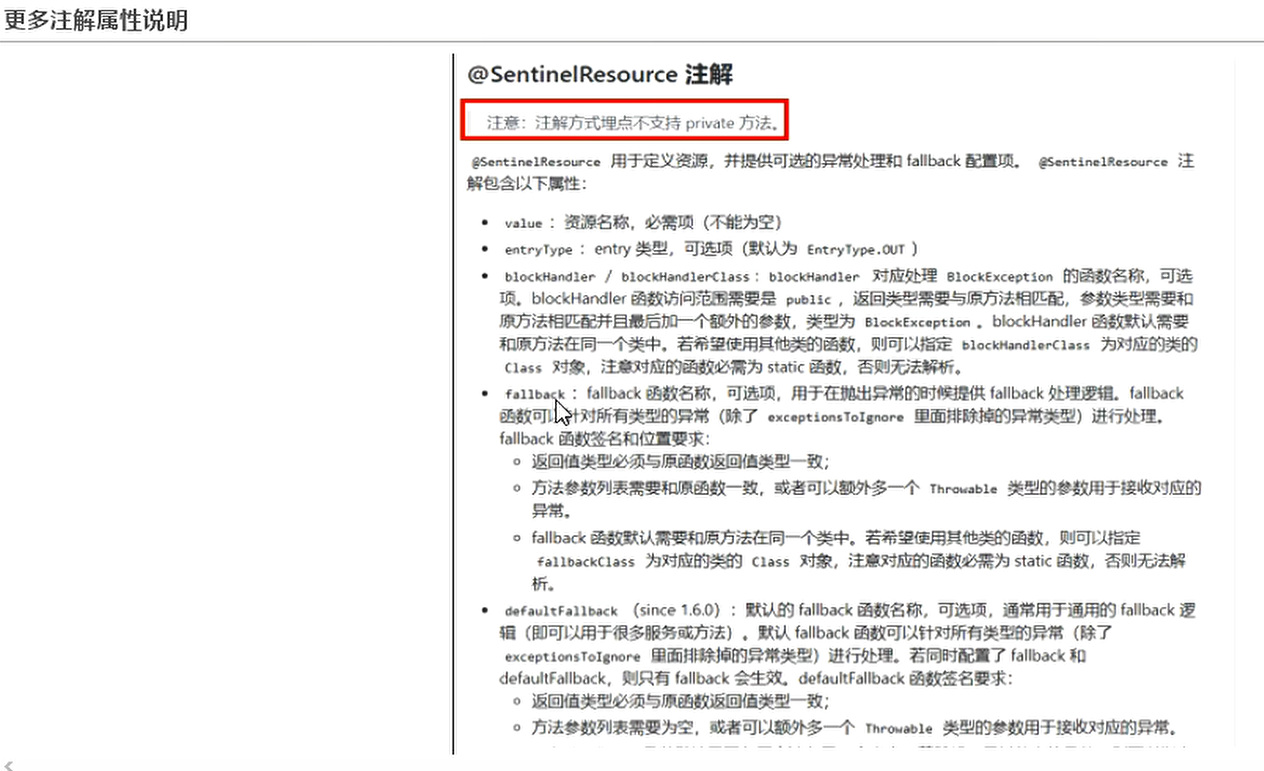 更多注解属性说明
@SentinelResource 注解
注意：注解方式埋点不支持 private 方法。
@SentinelResource 用于定义资源，并提供可选的异常处理和 fallback 配置项。 @SentinelResource 注
解包含以下属性：
• value ：资源名称，必需项（不能为空）
• entryType ：entry 类型，可选项（默认为 EntryType.OUT ）
• blockHandler / blockHandlerClass : blockHandler 对应处理 BlockException 的函数名称，可选
项。blockHandler 函数访问范围需要是 public ，返回类型需要与原方法相匹配，参数类型需要和
原方法相匹配并且最后加一个额外的参数，类型为 BlockException 。blockHandler 函数默认需要
和原方法在同一个类中。若希望使用其他类的函数，则可以指定 blockHandlerClass 为对应的类的
Class 对象，注意对应的函数必需为 static 函数，否则无法解析。
• fallback ：fallback 函数名称，可选项，用于在抛出异常的时候提供 fallback 处理逻辑。fallback
函数可以针对所有类型的异常（除了 exceptionsToIgnore 里面排除掉的异常类型）进行处理。
fallback 函数签名和位置要求：
◦ 返回值类型必须与原函数返回值类型一致；
◦ 方法参数列表需要和原函数一致，或者可以额外多一个 Throwable 类型的参数用于接收对应的
异常。
◦ fallback 函数默认需要和原方法在同一个类中。若希望使用其他类的函数，则可以指定
fallbackClass 为对应的类的 Class 对象，注意对应的函数必需为 static 函数，否则无法解
析。
• defaultFallback （since 1.6.0）：默认的 fallback 函数名称，可选项，通常用于通用的 fallback 逻
辑（即可以用于很多服务或方法）。默认 fallback 函数可以针对所有类型的异常（除了
exceptionsToIgnore 里面排除掉的异常类型）进行处理。若同时配置了 fallback 和
defaultFallback，则只有 fallback 会生效。defaultFallback 函数签名要求：
◦ 返回值类型必须与原函数返回值类型一致；
◦ 方法参数列表需要为空，或者可以额外多一个 Throwable 类型的参数用于接收对应的异常。